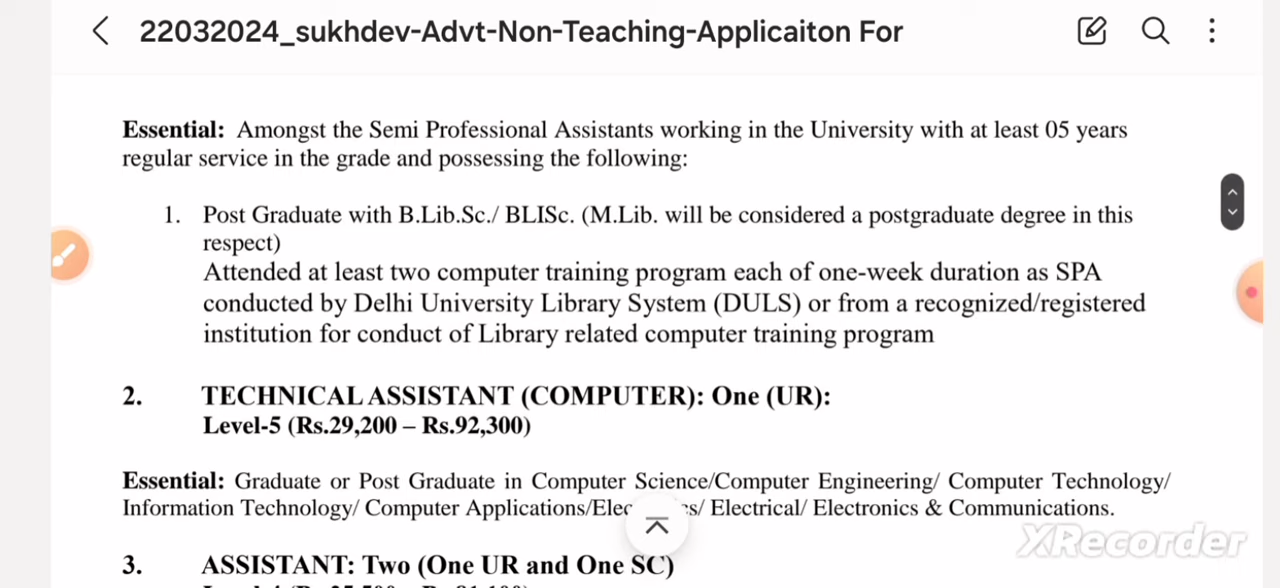 22032024_sukhdev-Advt-Non-Teaching-Applicaiton For
Essential: Amongst the Semi Professional Assistants working in the University with at least 05 years
regular service in the grade and possessing the following:
1. Post Graduate with B.Lib.Sc./ BLISc. (M.Lib. will be considered a postgraduate degree in this
respect)
Attended at least two computer training program each of one-week duration as SPA
conducted by Delhi University Library System (DULS) or from a recognized/registered
institution for conduct of Library related computer training program
2. TECHNICAL ASSISTANT (COMPUTER): One (UR):
Level-5 (Rs.29,200 – Rs.92,300)
Essential: Graduate or Post Graduate in Computer Science/Computer Engineering/ Computer Technology/
Information Technology/ Computer Applications/ Electrical/ Electronics & Communications.
XRecorder
3. ASSISTANT: Two (One UR and One SC)